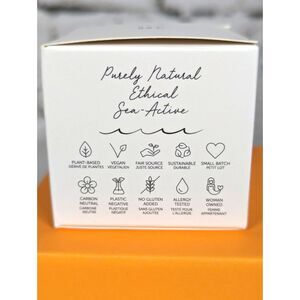 Purely Natural
Ethical
Sea-Active
PLANT-BASED
DÉRIVÉ DE PLANTES
VEGAN
VÉGÉTALIEN
FAIR SOURCE
JUSTE SOURCE
SUSTAINABLE
DURABLE
SMALL BATCH
PETIT LOT
CARBON
NEUTRAL
CARBONE
NEUTRE
PLASTIC
NEGATIVE
PLASTIQUE
NÉGATIF
NO GLUTEN
ADDED
SANS GLUTEN
AJOUTÉE
ALLERGY
TESTED
TESTÉ POUR
L'ALLERGIE
WOMAN
OWNED
FEMME
APPARTENANT